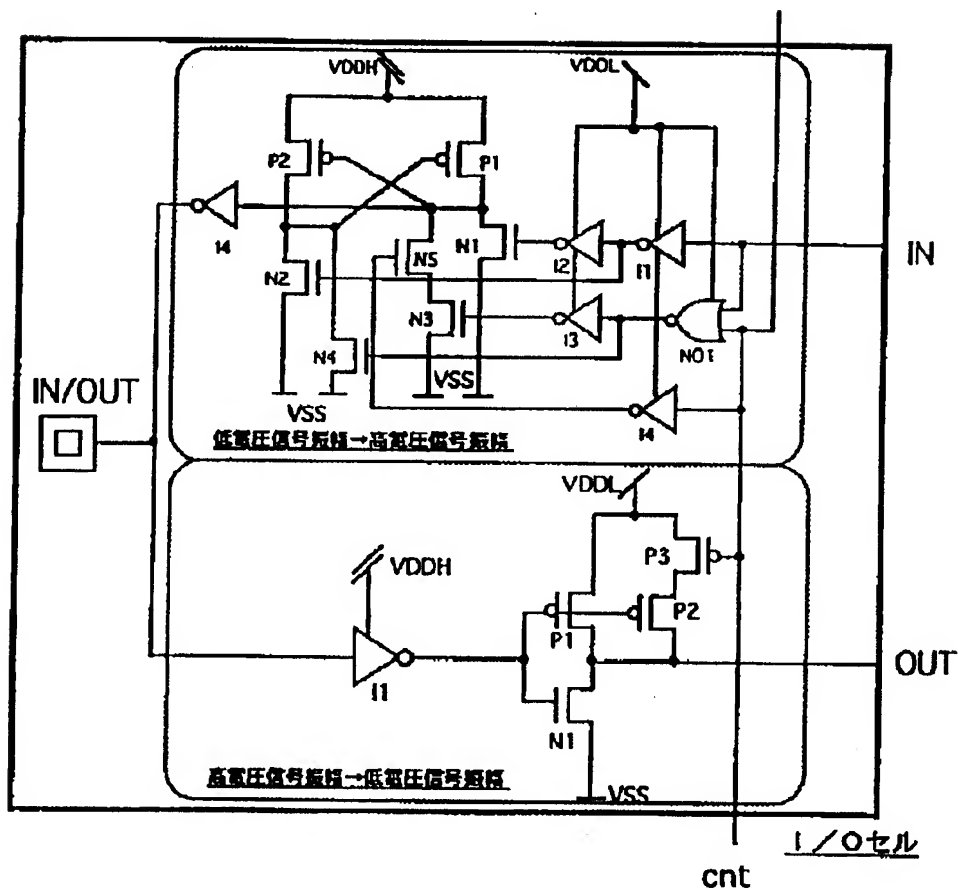 VDDH
VDDL
P2
P1
I4
N5
N1
I2
I1
IN
N2
N3
I3
NO1
N4
VSS
VSS
I4
IN/OUT
低電圧信号振幅→高電圧信号振幅
VDDL
VDDH
P3
P1
P2
I1
OUT
N1
高電圧信号振幅→低電圧信号振幅
VSS
I/Oセル
cnt